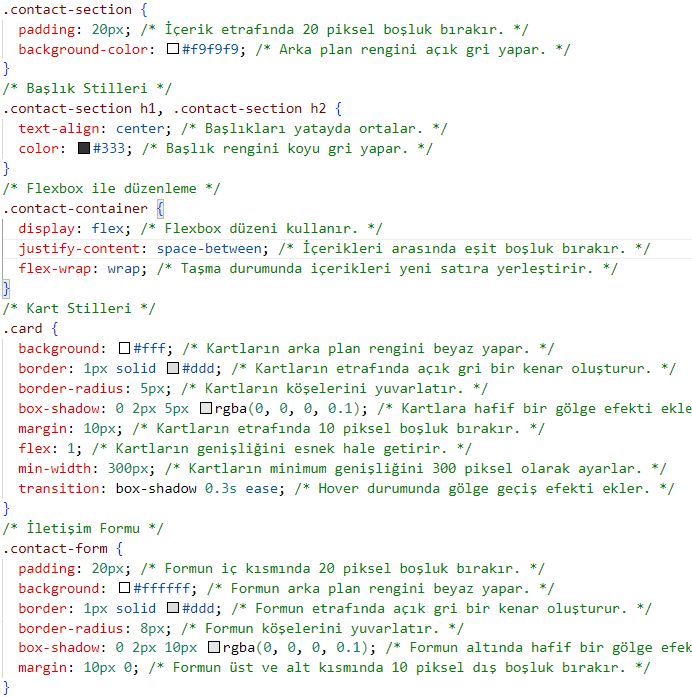 .contact-section {
padding: 20px; /* İçerik etrafında 20 piksel boşluk bırakır. */
background-color: #f9f9f9; /* Arka plan rengini açık gri yapar. */
}
/* Başlık Stilleri */
.contact-section h1, .contact-section h2 {
text-align: center; /* Başlıkları yatayda ortalar. */
color: #333; /* Başlık rengini koyu gri yapar. */
}
/* Flexbox ile düzenleme */
.contact-container {
display: flex; /* Flexbox düzeni kullanır. */
justify-content: space-between; /* İçerikleri arasında eşit boşluk bırakır. */
flex-wrap: wrap; /* Taşma durumunda içerikleri yeni satıra yerleştirir. */
}
/* Kart Stilleri */
.card {
background: #fff; /* Kartların arka plan rengini beyaz yapar. */
border: 1px solid #ddd; /* Kartların etrafında açık gri bir kenar oluşturur. */
border-radius: 5px; /* Kartların köşelerini yuvarlatır. */
box-shadow: 0 2px 5px rgba(0, 0, 0, 0.1); /* Kartlara hafif bir gölge efekti ekle
margin: 10px; /* Kartların etrafında 10 piksel boşluk bırakır. */
flex: 1; /* Kartların genişliğini esnek hale getirir. */
min-width: 300px; /* Kartların minimum genişliğini 300 piksel olarak ayarlar. */
transition: box-shadow 0.3s ease; /* Hover durumunda gölge geçiş efekti ekler. */
}
/* İletişim Formu */
.contact-form {
padding: 20px; /* Formun iç kısmında 20 piksel boşluk bırakır. */
background: #ffffff; /* Formun arka plan rengini beyaz yapar. */
border: 1px solid #ddd; /* Formun etrafında açık gri bir kenar oluşturur. */
border-radius: 8px; /* Formun köşelerini yuvarlatır. */
box-shadow: 0 2px 10px rgba(0, 0, 0, 0.1); /* Formun altında hafif bir gölge efek
margin: 10px 0; /* Formun üst ve alt kısmında 10 piksel dış boşluk bırakır. */
}